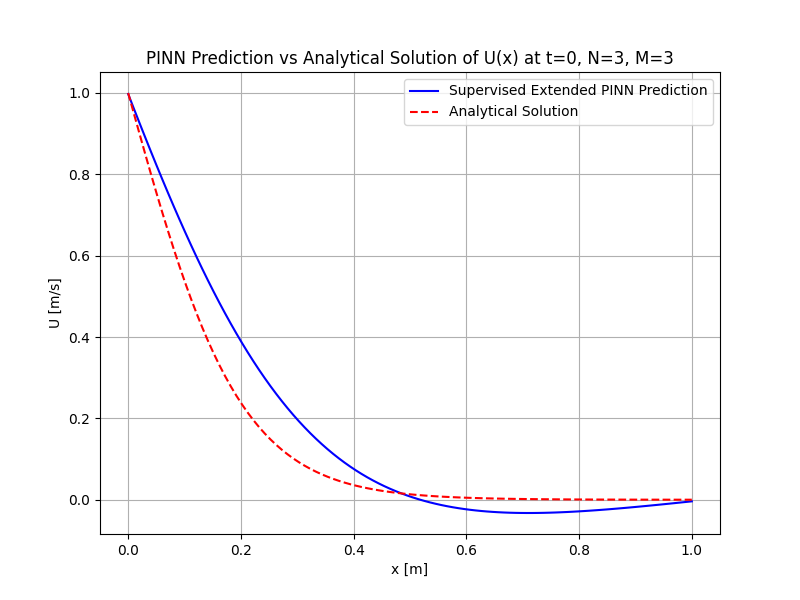 PINN Prediction vs Analytical Solution of U(x) at t=0, N=3, M=3
Supervised Extended PINN Prediction
Analytical Solution
1.0
0.8
0.6
0.4
0.2
0.0
U [m/s]
0.0 0.2 0.4 0.6 0.8 1.0
x [m]